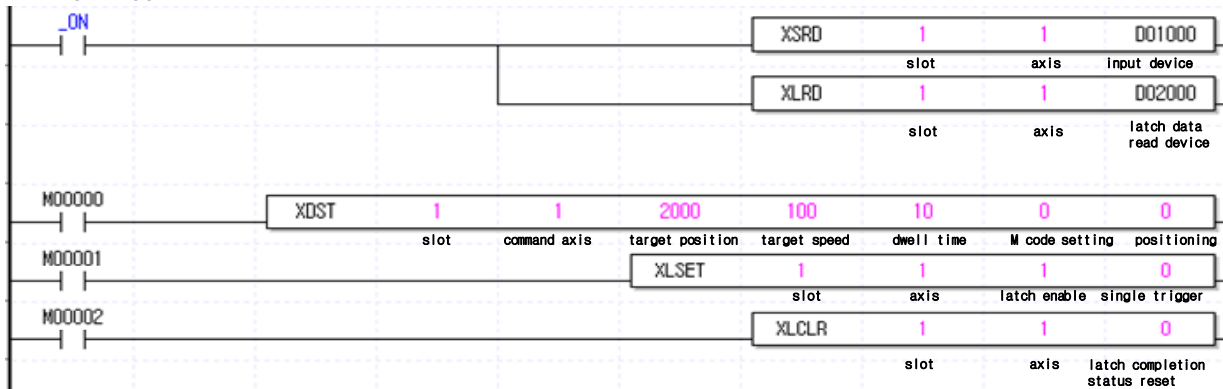 _ON
XSRD 1 1 D01000
slot axis input device
XLRD 1 1 D02000
slot axis latch data read device
M00000
XDST 1 1 2000 100 10 0 0
slot command axis target position target speed dwell time M code setting positioning
M00001
XLSET 1 1 1 0
slot axis latch enable single trigger
M00002
XLCLR 1 1 0
slot axis latch completion status reset